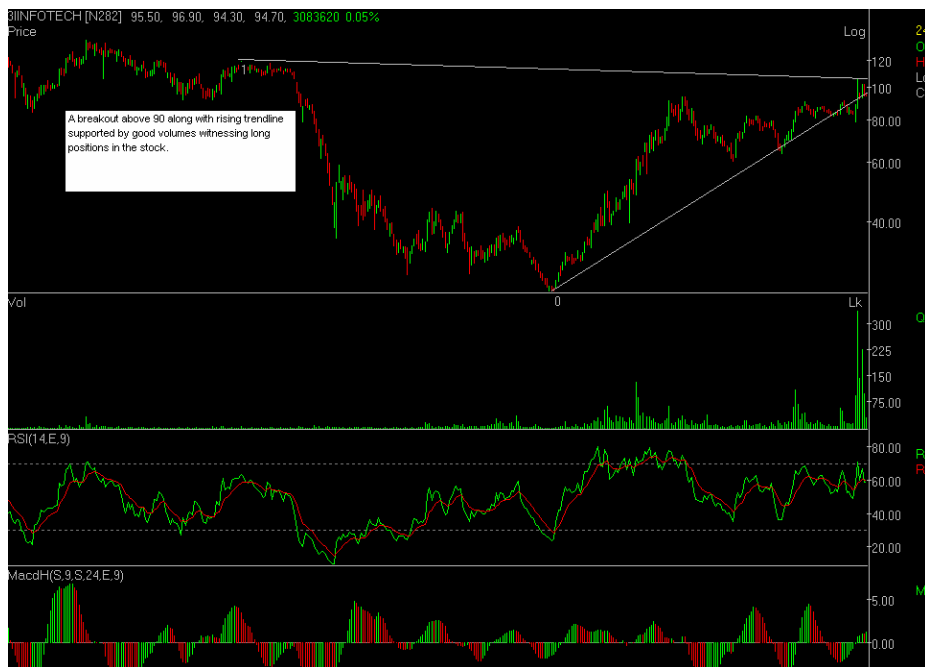 3IINFOTECH [N282] 95.50, 96.90, 94.30, 94.70, 3083620 0.05%
Price Log 24
O
H
Lo
C
120
100
80.00
60.00
40.00
1
A breakout above 90 along with rising trendline
supported by good volumes witnessing long
positions in the stock.
0
Vol Lk
O
300
225
150
75.00
RSI(14,E,9)
80.00
R
R
60.00
40.00
20.00
MacdH(S,9,S,24,E,9)
M
5.00
0.00